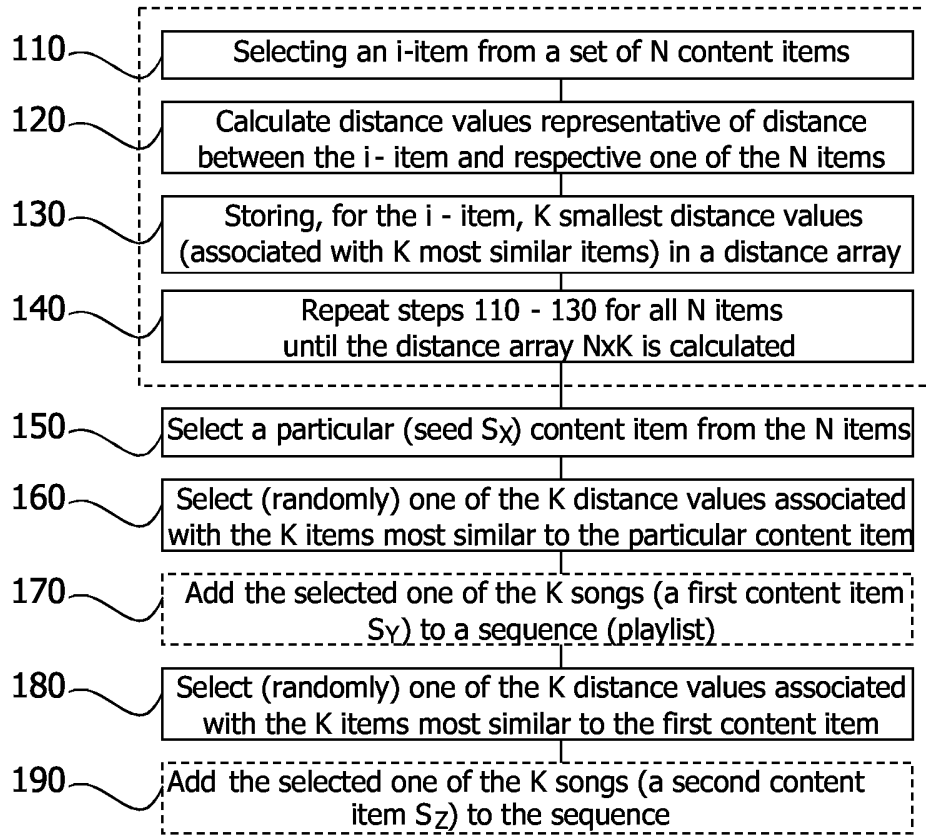 110
Selecting an i-item from a set of N content items
120
Calculate distance values representative of distance
between the i - item and respective one of the N items
130
Storing, for the i - item, K smallest distance values
(associated with K most similar items) in a distance array
140
Repeat steps 110 - 130 for all N items
until the distance array NxK is calculated
150
Select a particular (seed SX) content item from the N items
160
Select (randomly) one of the K distance values associated
with the K items most similar to the particular content item
170
Add the selected one of the K songs (a first content item
SY) to a sequence (playlist)
180
Select (randomly) one of the K distance values associated
with the K items most similar to the first content item
190
Add the selected one of the K songs (a second content
item SZ) to the sequence